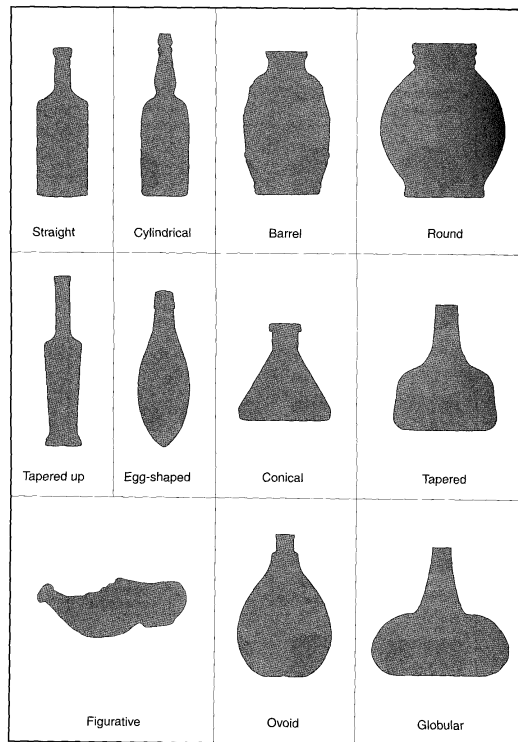 Straight
Cylindrical
Barrel
Round
Tapered up
Egg-shaped
Conical
Tapered
Figurative
Ovoid
Globular